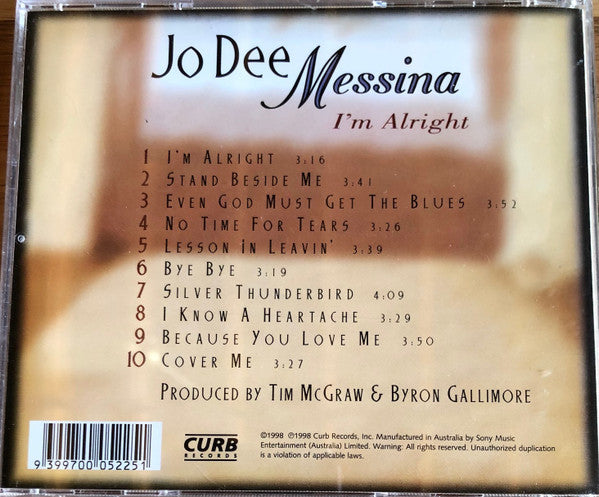 Jo Dee Messina
I'm Alright
1 I'm Alright 3:16
2 Stand Beside Me 3:41
3 Even God Must Get The Blues 3:52
4 No Time For Tears 3:26
5 Lesson in Leavin' 3:39
6 Bye Bye 3:19
7 Silver Thunderbird 4:09
8 I Know A Heartache 3:29
9 Because You Love Me 3:50
10 Cover Me 3:27
Produced by Tim McGraw & Byron Gallimore
9 399700 052251
CURB
RECORDS
©1998 ℗1998 Curb Records, Inc. Manufactured in Australia by Sony Music
Entertainment (Australia) Limited. Warning: All rights reserved. Unauthorized duplication
is a violation of applicable laws.